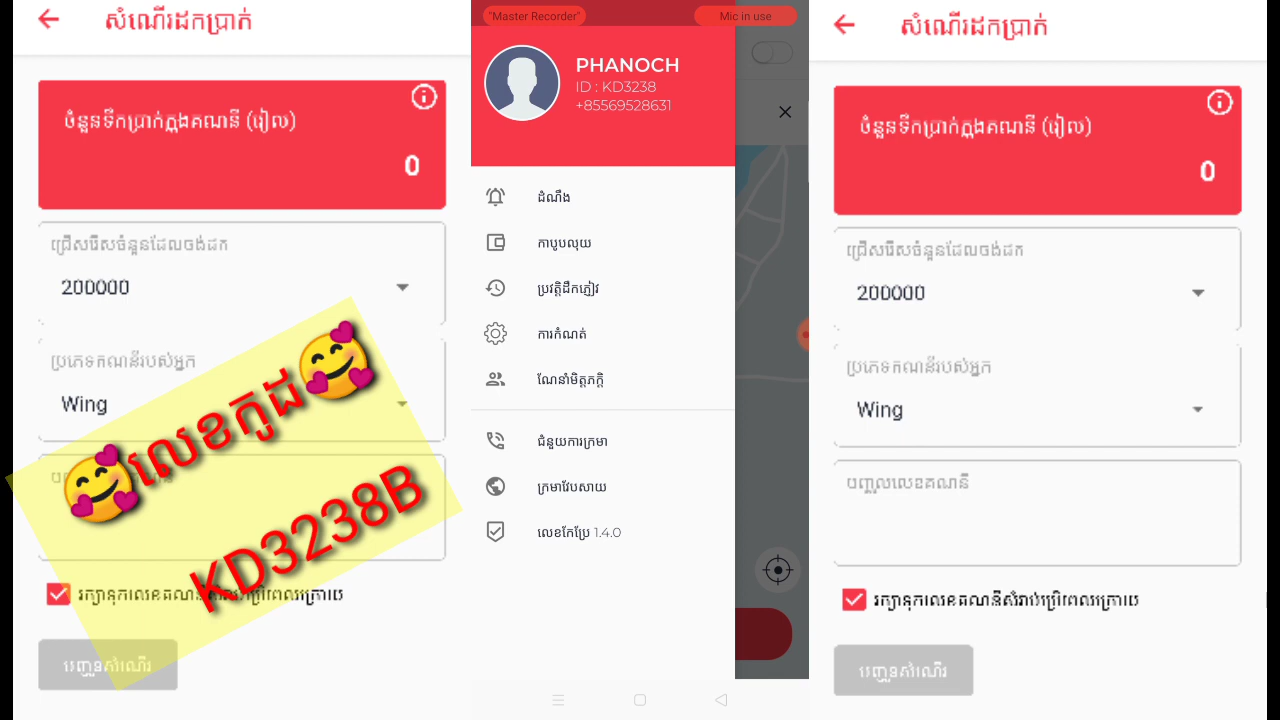 សំណើរដកប្រាក់
ចំនួនទឹកប្រាក់ក្នុងគណនី (រៀល)
0
ជ្រើសរើសចំនួនដែលចង់ដក
200000
ប្រភេទគណនីរបស់អ្នក
Wing
🥰លេខកូដ🥰
KD3238B
បញ្ជូនសំណើរ
"Master Recorder"
Mic in use
PHANOCH
ID : KD3238
+85569528631
ដំណឹង
កាបូបលុយ
ប្រវត្តិដឹកភ្ញៀវ
ការកំណត់
ណែនាំមិត្តភក្តិ
ជំនួយការក្រមា
ក្រមាវែបសាយ
លេខកែប្រែ 1.4.0
សំណើរដកប្រាក់
ចំនួនទឹកប្រាក់ក្នុងគណនី (រៀល)
0
ជ្រើសរើសចំនួនដែលចង់ដក
200000
ប្រភេទគណនីរបស់អ្នក
Wing
បញ្ចូលលេខគណនី
រក្សាទុកលេខគណនីសំរាប់ប្រើពេលក្រោយ
បញ្ជូនសំណើរ